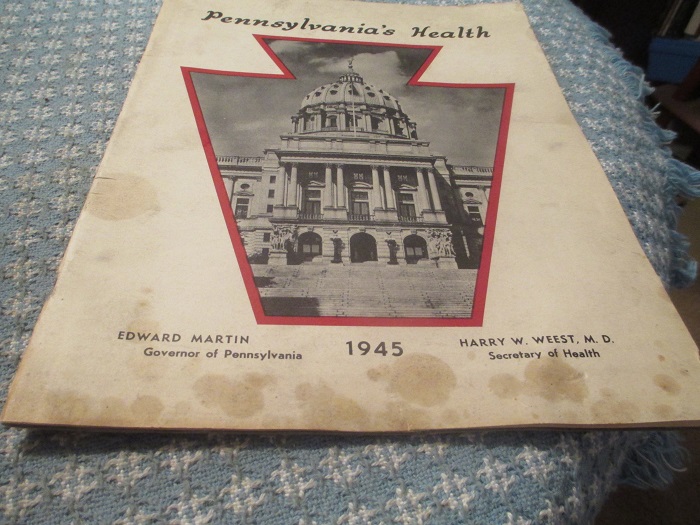 Pennsylvania's Health
EDWARD MARTIN
Governor of Pennsylvania
1945
HARRY W. WEEST, M. D.
Secretary of Health